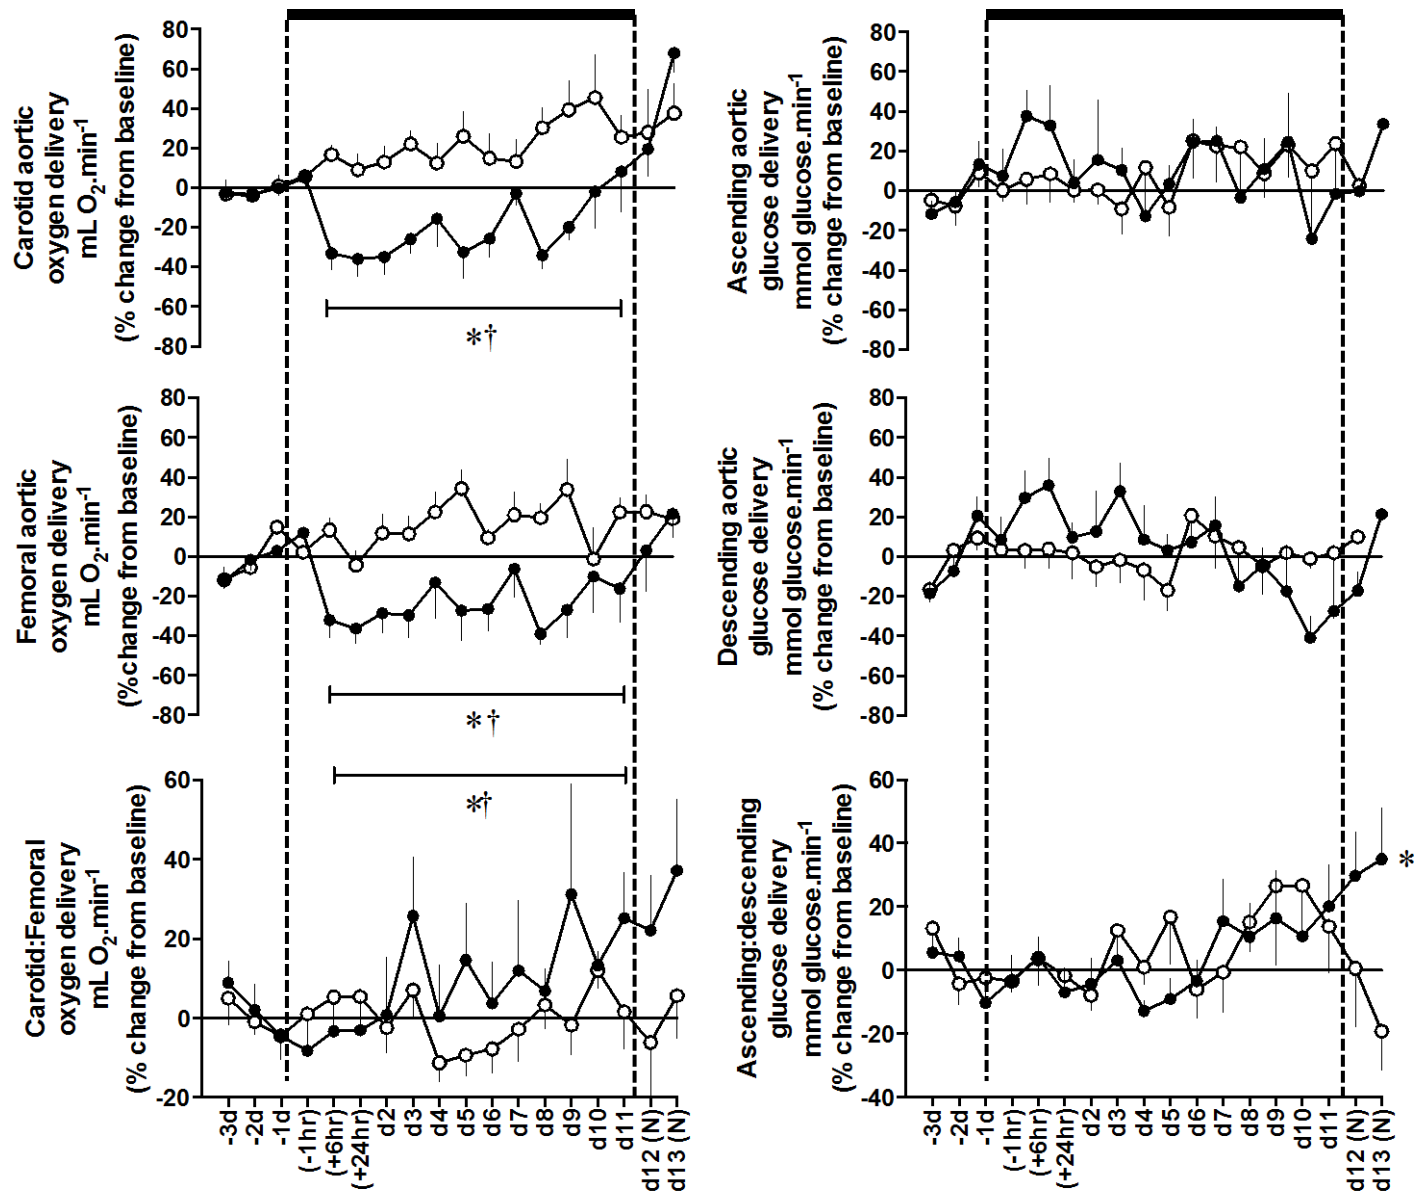 Carotid aortic
oxygen delivery
mL O2.min-1
(% change from baseline)
80
60
40
20
0
-20
-40
-60
-80
*†
Ascending aortic
glucose delivery
mmol glucose.min-1
(% change from baseline)
80
60
40
20
0
-20
-40
-60
-80
Femoral aortic
oxygen delivery
mL O2.min-1
(%change from baseline)
80
60
40
20
0
-20
-40
-60
-80
*†
Descending aortic
glucose delivery
mmol glucose.min-1
(% change from baseline)
80
60
40
20
0
-20
-40
-60
-80
Carotid:Femoral
oxygen delivery
mL O2.min-1
(% change from baseline)
60
40
20
0
-20
*†
-3d
-2d
-1d
(-1hr)
(+6hr)
(+24hr)
d2
d3
d4
d5
d6
d7
d8
d9
d10
d11
d12 (N)
d13 (N)
Ascending:descending
glucose delivery
mmol glucose.min-1
(% change from baseline)
60
40
20
0
-20
-40
*
-3d
-2d
-1d
(-1hr)
(+6hr)
(+24hr)
d2
d3
d4
d5
d6
d7
d8
d9
d10
d11
d12 (N)
d13 (N)